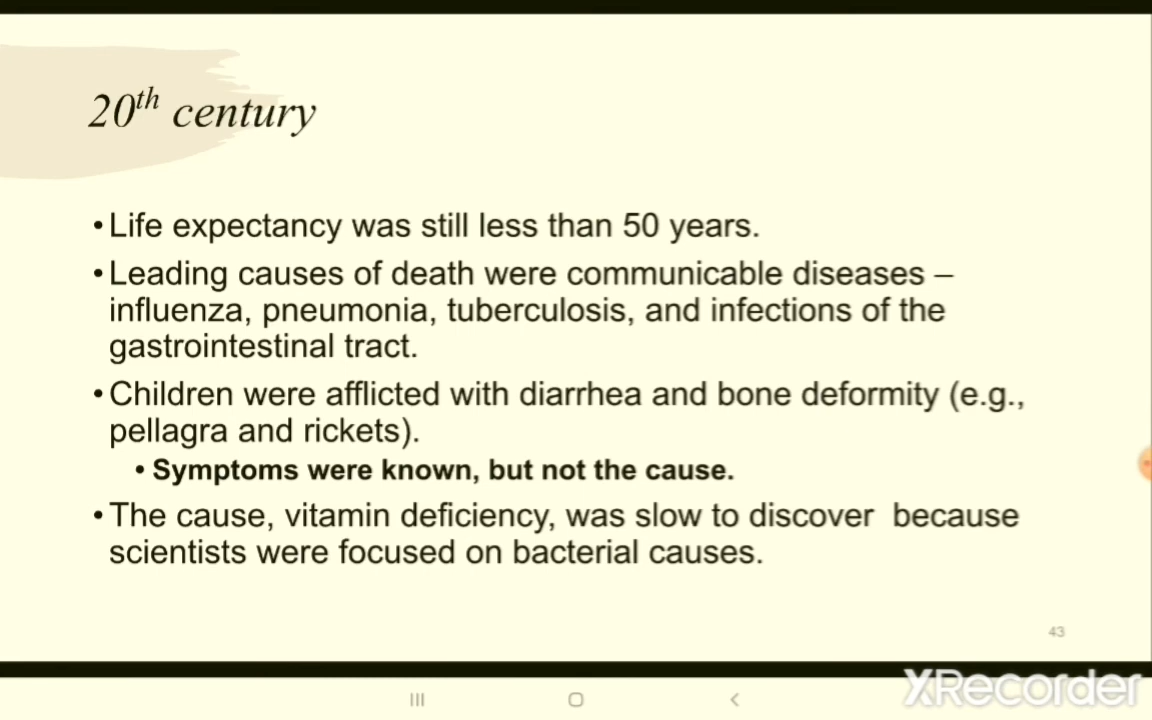 20th century
•Life expectancy was still less than 50 years.
•Leading causes of death were communicable diseases –
influenza, pneumonia, tuberculosis, and infections of the
gastrointestinal tract.
•Children were afflicted with diarrhea and bone deformity (e.g.,
pellagra and rickets).
•Symptoms were known, but not the cause.
•The cause, vitamin deficiency, was slow to discover because
scientists were focused on bacterial causes.
43
XRecorder